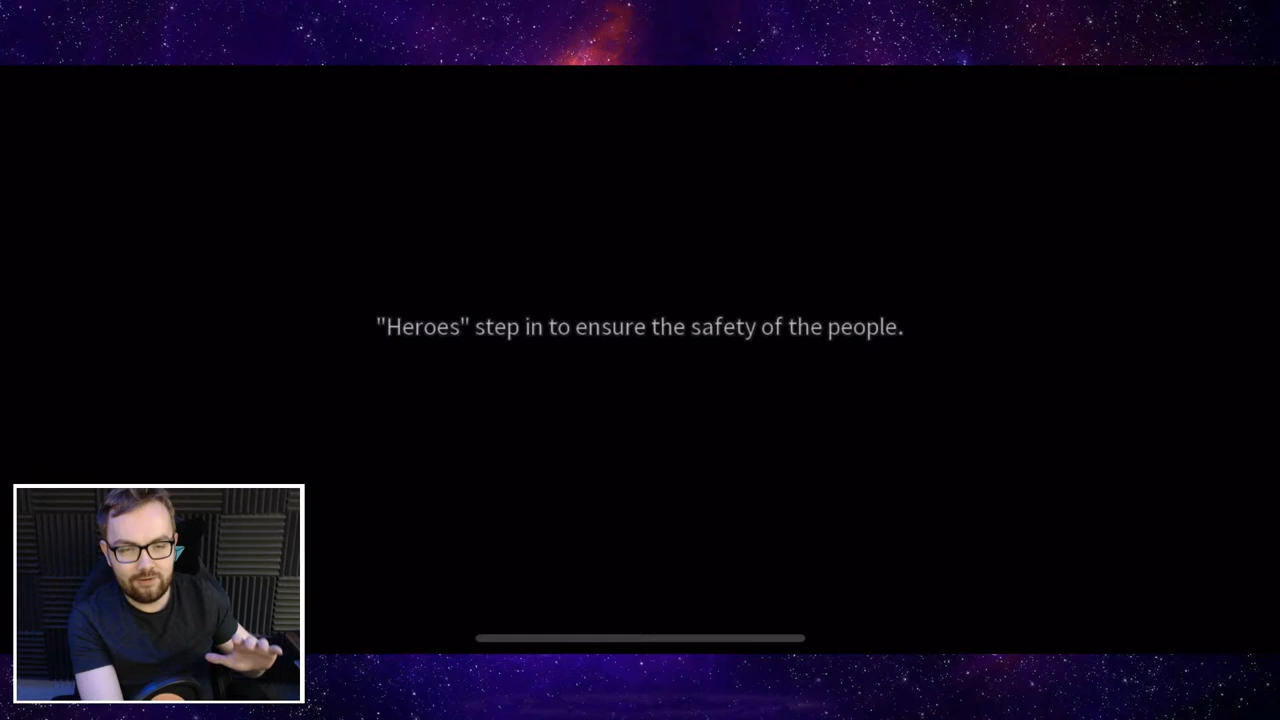 "Heroes" step in to ensure the safety of the people.